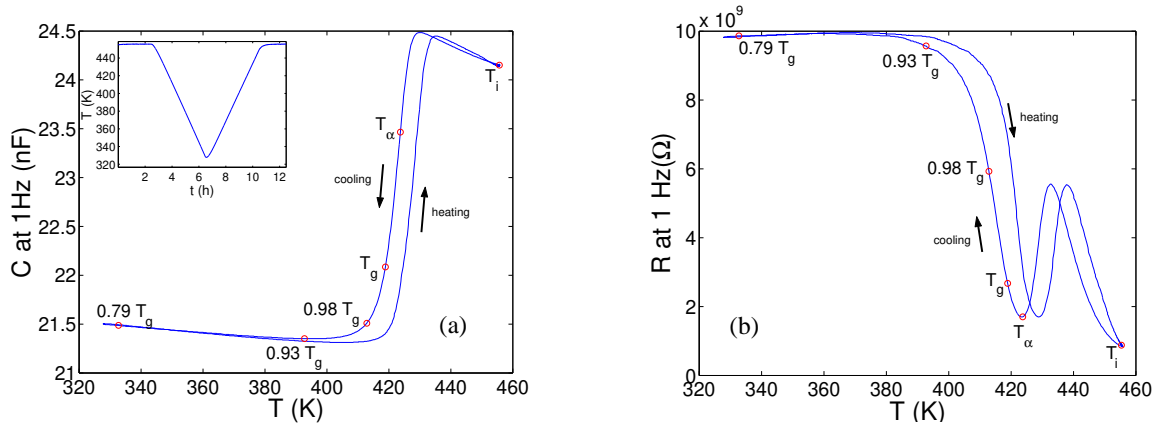 24.5
24
23.5
23
22.5
22
21.5
21
C at 1Hz (nF)
440
420
400
380
360
340
320
T (K)
0 2 4 6 8 10 12
t (h)
T_i
T_α
cooling
heating
T_g
0.98 T_g
0.79 T_g
0.93 T_g
(a)
320 340 360 380 400 420 440 460
T (K)
x 10^9
10
8
6
4
2
0
R at 1 Hz(Ω)
0.79 T_g
0.93 T_g
heating
0.98 T_g
cooling
T_g
T_α
T_i
(b)
320 340 360 380 400 420 440 460
T (K)